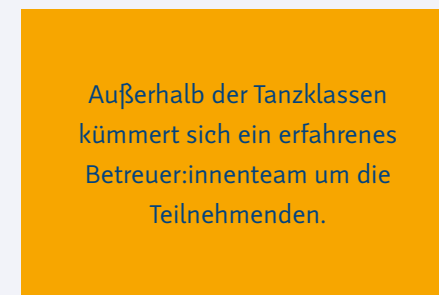 Außerhalb der Tanzklassen
kümmert sich ein erfahrenes
Betreuer:innenteam um die
Teilnehmenden.